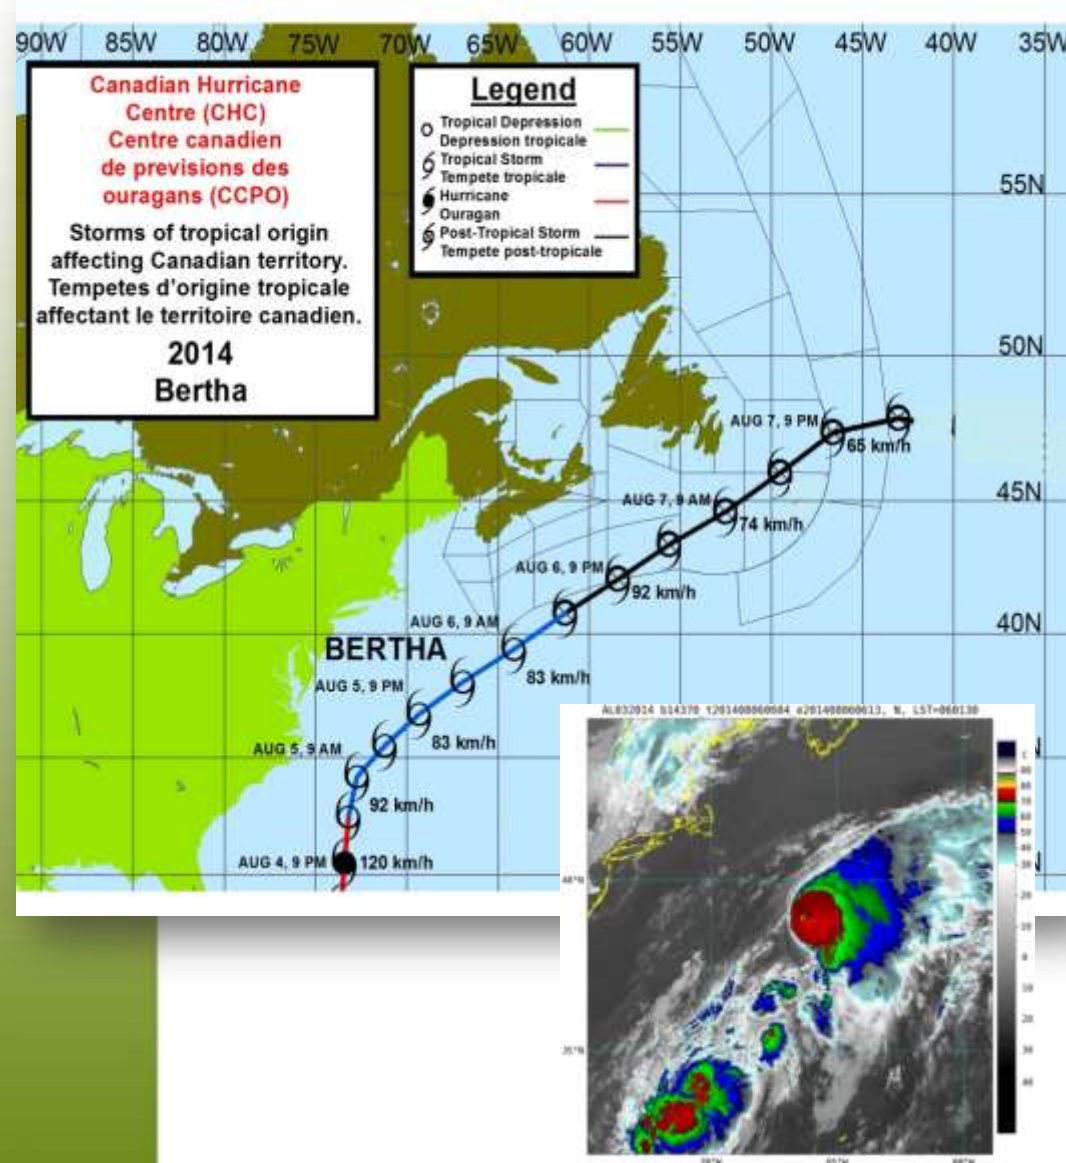 90W 85W 80W 75W 70W 65W 60W 55W 50W 45W 40W 35W
Canadian Hurricane
Centre (CHC)
Centre canadien
de previsions des
ouragans (CCPO)
Storms of tropical origin
affecting Canadian territory.
Tempetes d'origine tropicale
affectant le territoire canadien.
2014
Bertha
Legend
Tropical Depression
Depression tropicale
Tropical Storm
Tempete tropicale
Hurricane
Ouragan
Post-Tropical Storm
Tempete post-tropicale
55N
50N
45N
40N
AUG 7, 9 PM
65 km/h
AUG 7, 9 AM
74 km/h
AUG 6, 9 PM
92 km/h
AUG 6, 9 AM
BERTHA
83 km/h
AUG 5, 9 PM
83 km/h
AUG 5, 9 AM
92 km/h
AUG 4, 9 PM
120 km/h